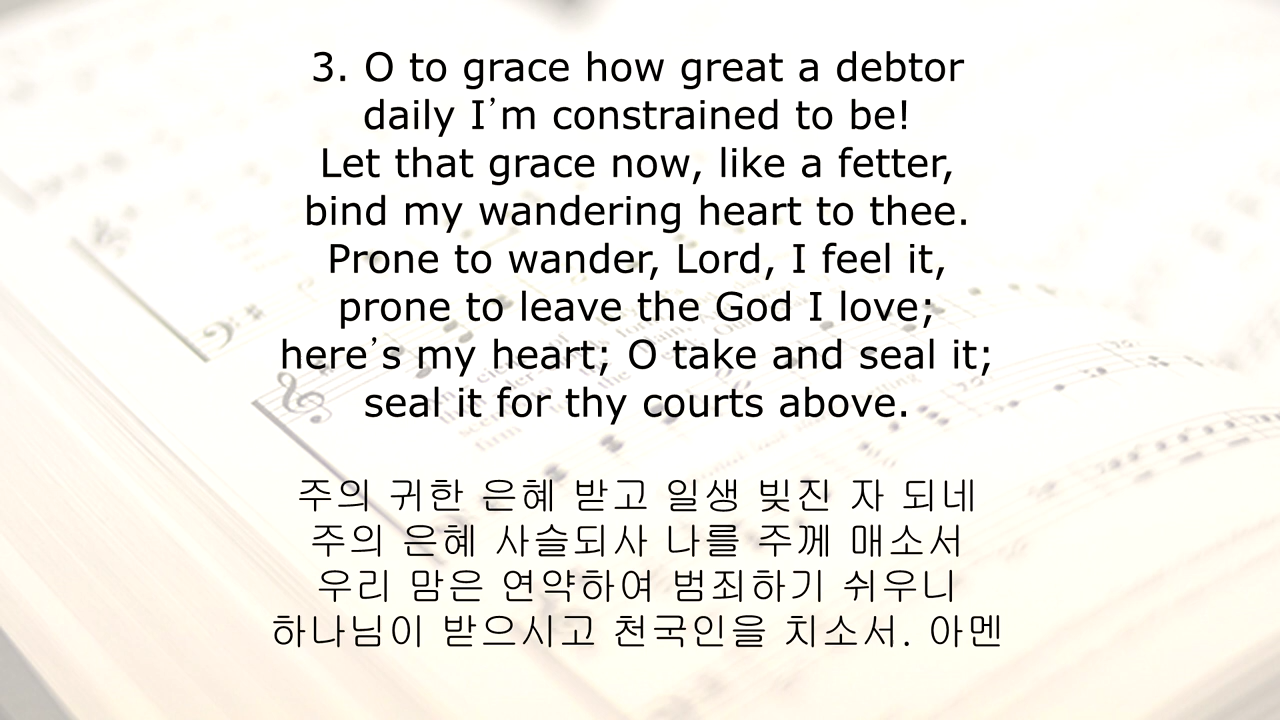 3. O to grace how great a debtor
daily I’m constrained to be!
Let that grace now, like a fetter,
bind my wandering heart to thee.
Prone to wander, Lord, I feel it,
prone to leave the God I love;
here’s my heart; O take and seal it;
seal it for thy courts above.
주의 귀한 은혜 받고 일생 빚진 자 되네
주의 은혜 사슬되사 나를 주께 매소서
우리 맘은 연약하여 범죄하기 쉬우니
하나님이 받으시고 천국인을 치소서. 아멘